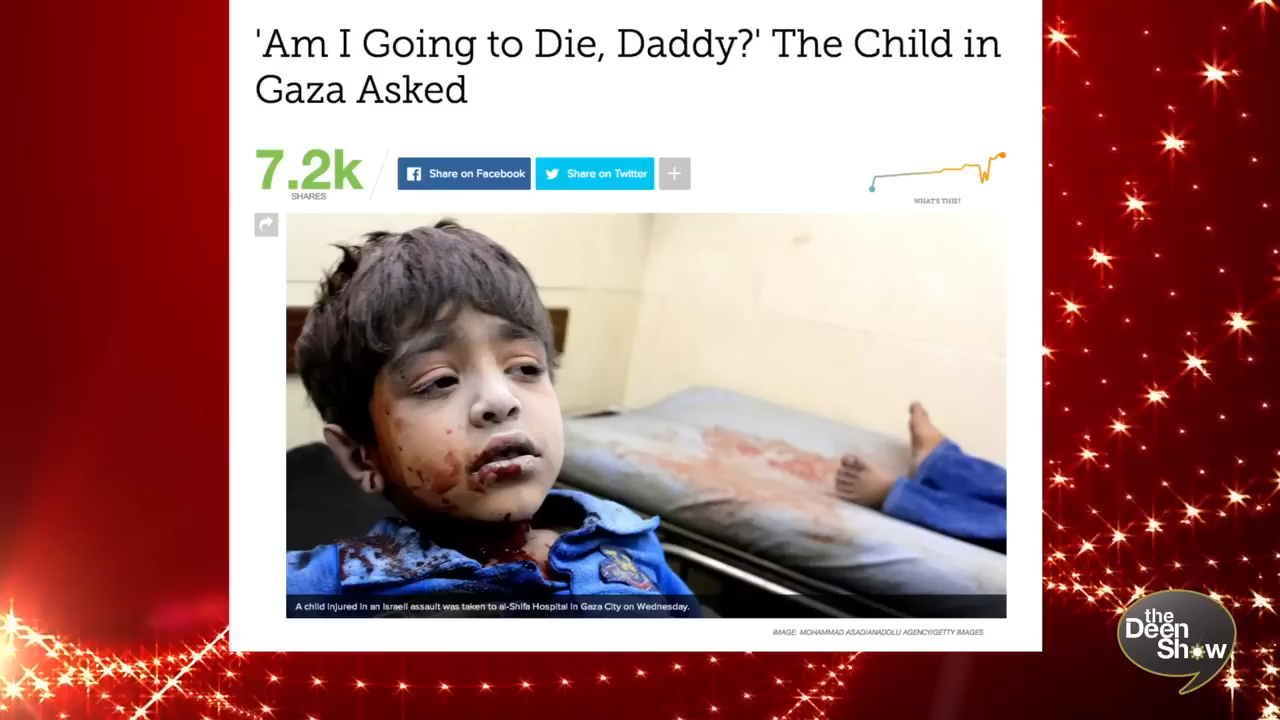 'Am I Going to Die, Daddy?' The Child in
Gaza Asked
7.2k
SHARES
Share on Facebook
Share on Twitter
+
WHAT'S THIS?
A child injured in an Israeli assault was taken to al-Shifa Hospital in Gaza City on Wednesday.
IMAGE: MOHAMMAD ASAD/ANADOLU AGENCY/GETTY IMAGES
the
Deen
Show